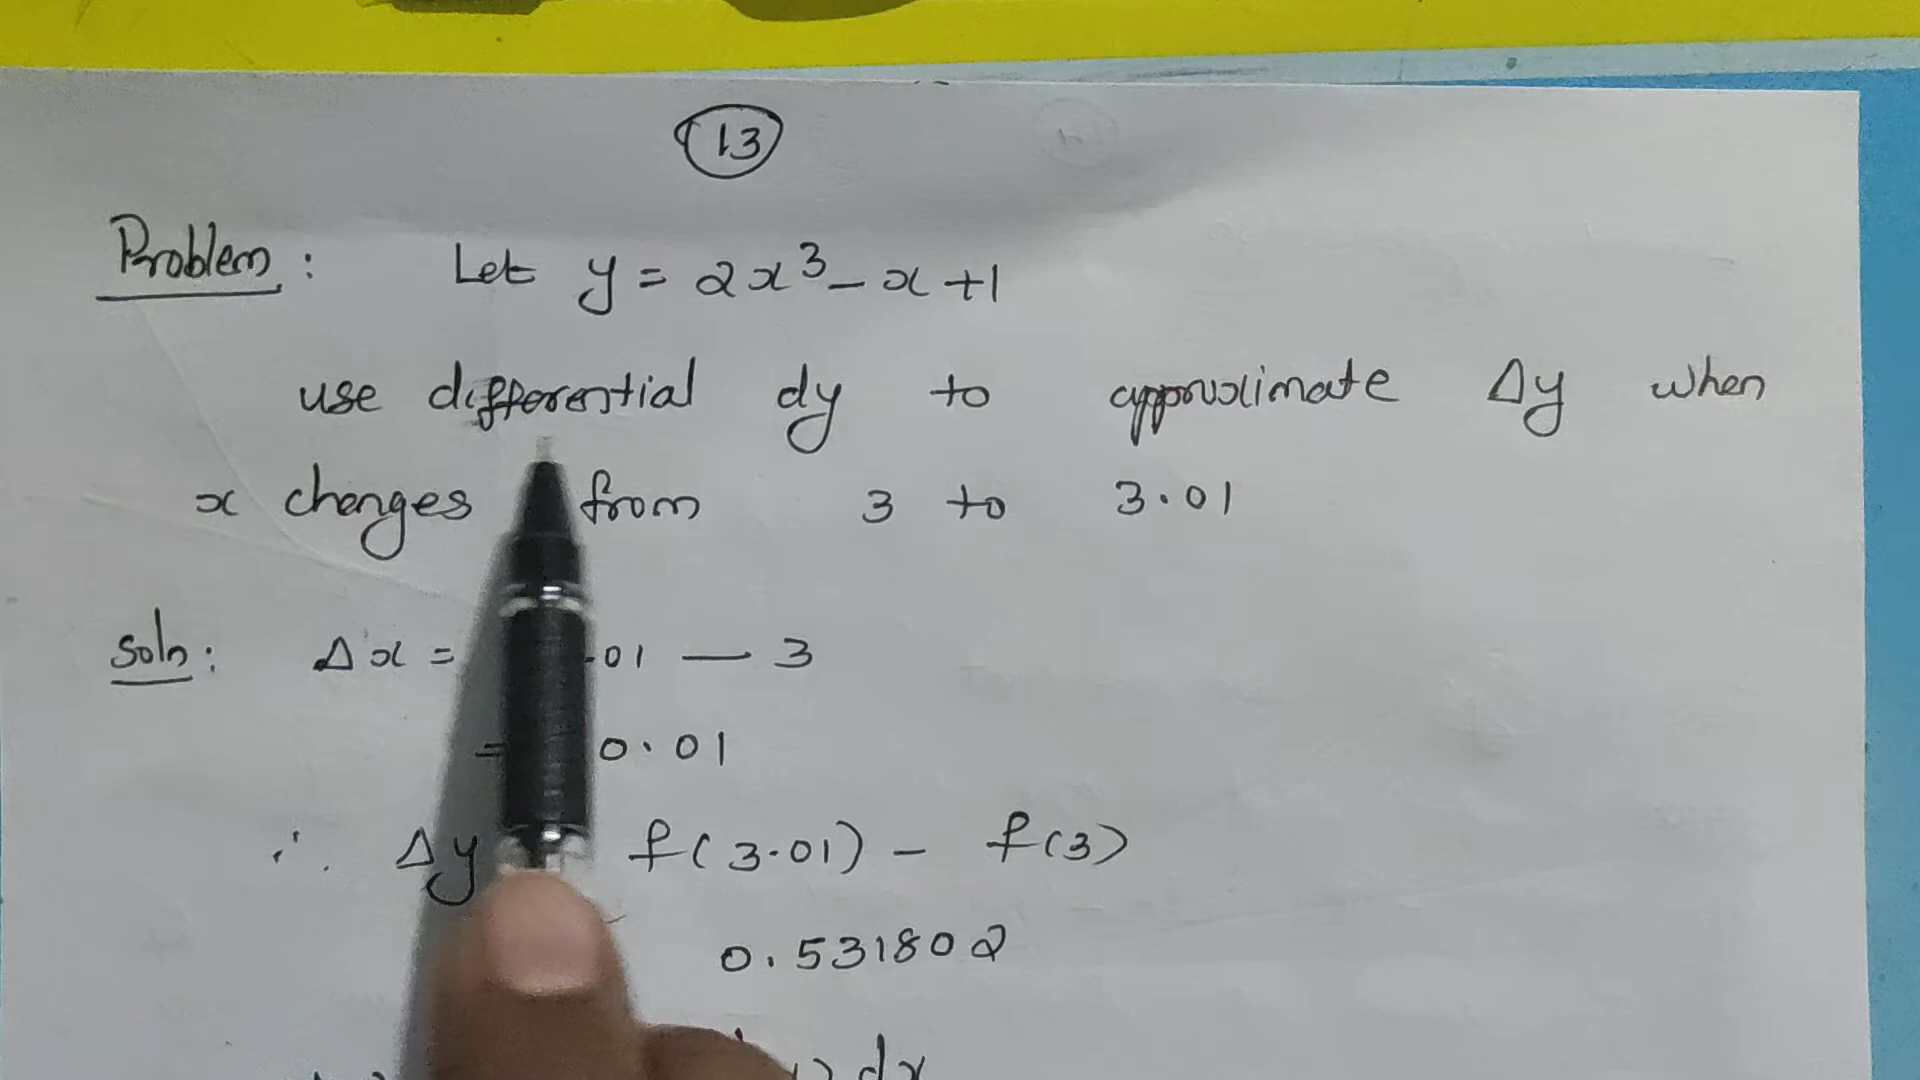 13
Problem: Let y = 2x³ - x + 1
use differential dy to approximate Δy when
x changes from 3 to 3.01
Soln: Δx = .01 — 3
= 0.01
∴ Δy f(3.01) - f(3)
0.531802
) dx